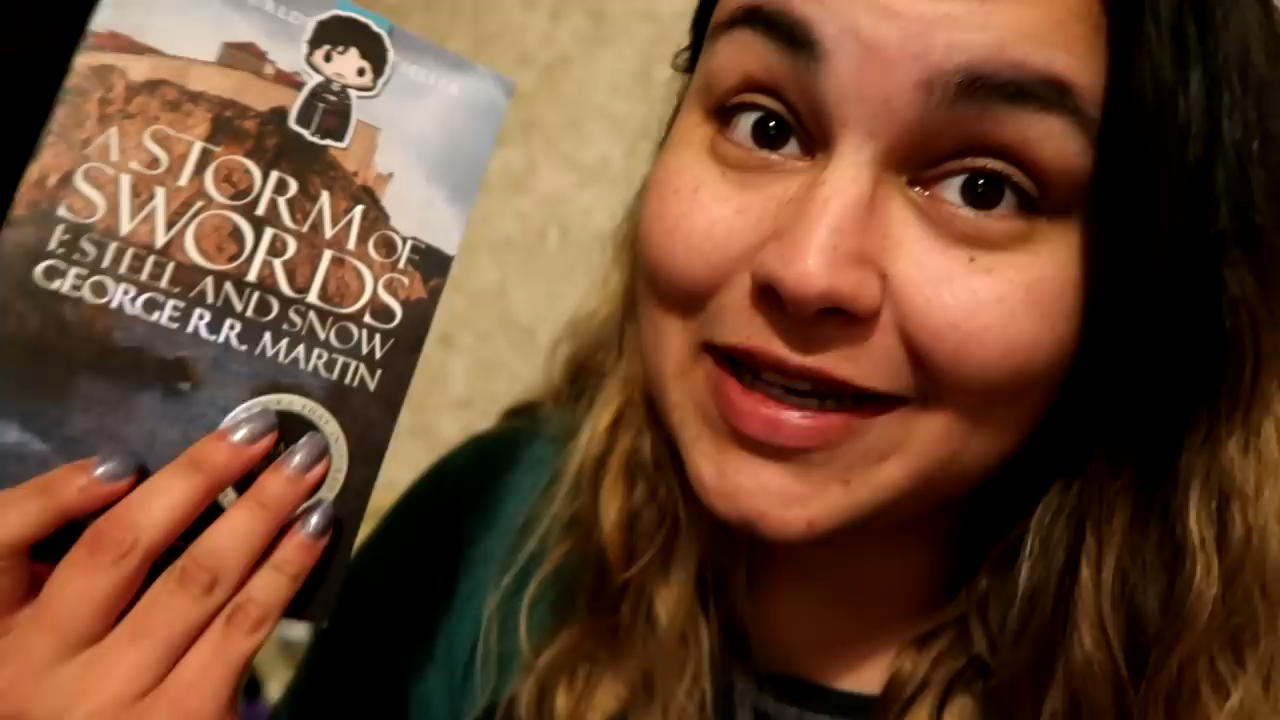 A STORM OF
SWORDS
1: STEEL AND SNOW
GEORGE R.R. MARTIN